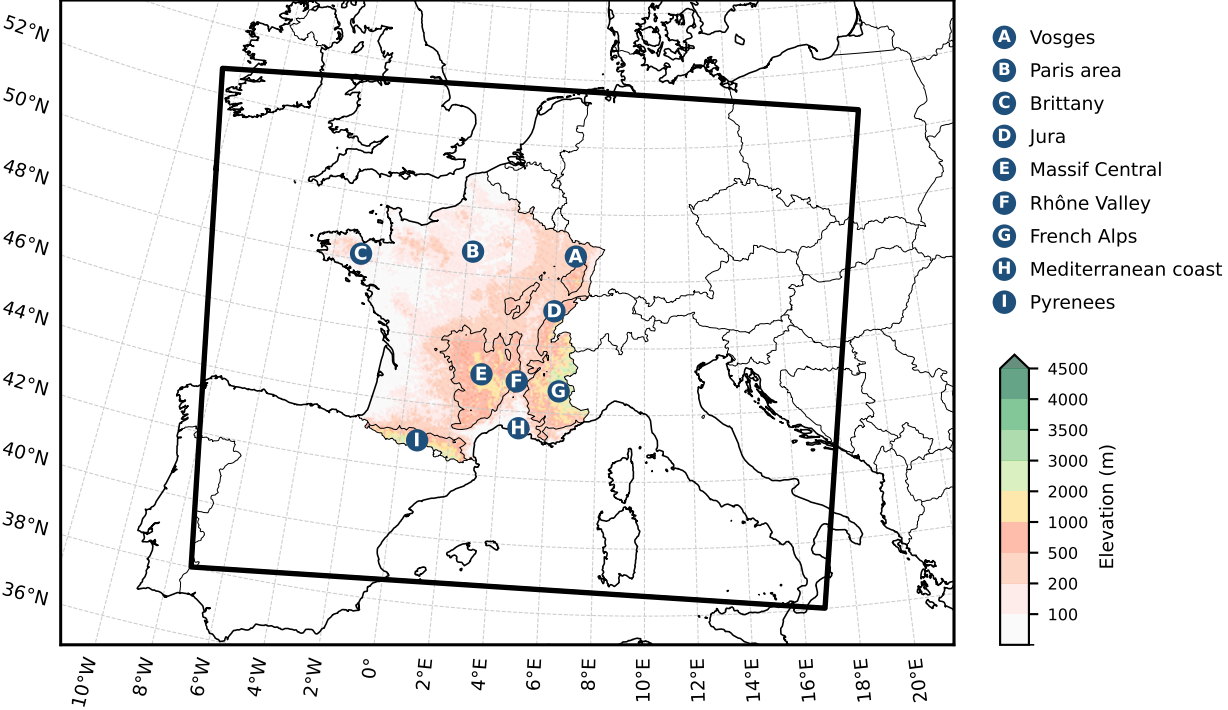 52°N
50°N
48°N
46°N
44°N
42°N
40°N
38°N
36°N
10°W
8°W
6°W
4°W
2°W
0°
2°E
4°E
6°E
8°E
10°E
12°E
14°E
16°E
18°E
20°E
A
B
C
D
E
F
G
H
I
A Vosges
B Paris area
C Brittany
D Jura
E Massif Central
F Rhône Valley
G French Alps
H Mediterranean coast
I Pyrenees
4500
4000
3500
3000
2000
1000
500
200
100
Elevation (m)